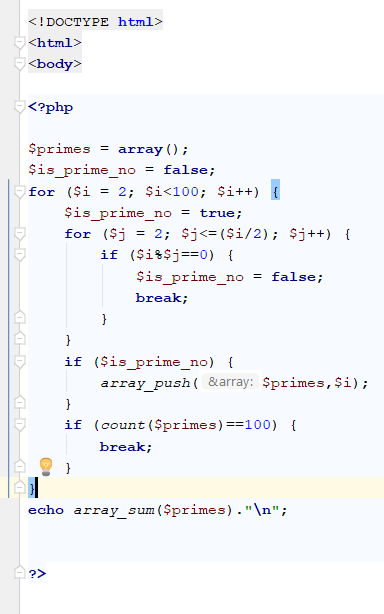 <!DOCTYPE html>
<html>
<body>
<?php
$primes = array();
$is_prime_no = false;
for ($i = 2; $i<100; $i++) {
    $is_prime_no = true;
    for ($j = 2; $j<=($i/2); $j++) {
        if ($i%$j==0) {
            $is_prime_no = false;
            break;
        }
    }
    if ($is_prime_no) {
        array_push( &array: $primes,$i);
    }
    if (count($primes)==100) {
        break;
    }
}
echo array_sum($primes)."\n";
?>